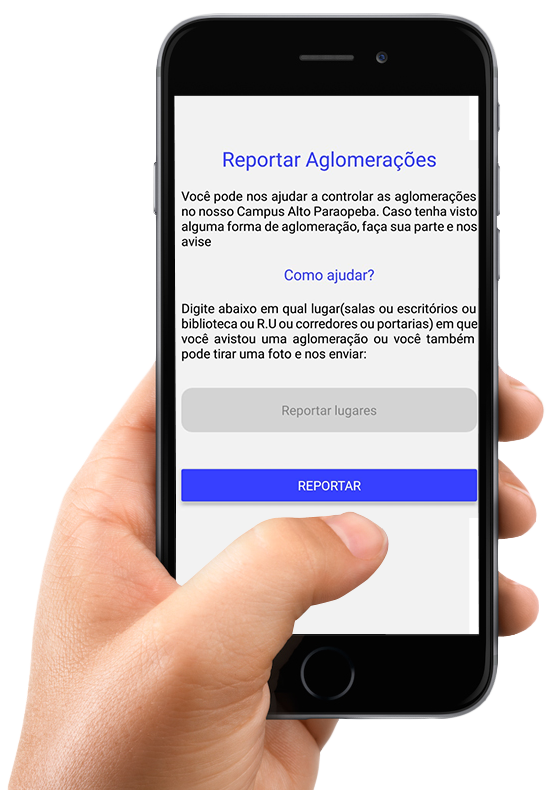 Reportar Aglomerações
Você pode nos ajudar a controlar as aglomerações
no nosso Campus Alto Paraopeba. Caso tenha visto
alguma forma de aglomeração, faça sua parte e nos
avise
Como ajudar?
Digite abaixo em qual lugar(salas ou escritórios ou
biblioteca ou R.U ou corredores ou portarias) em que
você avistou uma aglomeração ou você também
pode tirar uma foto e nos enviar:
Reportar lugares
REPORTAR